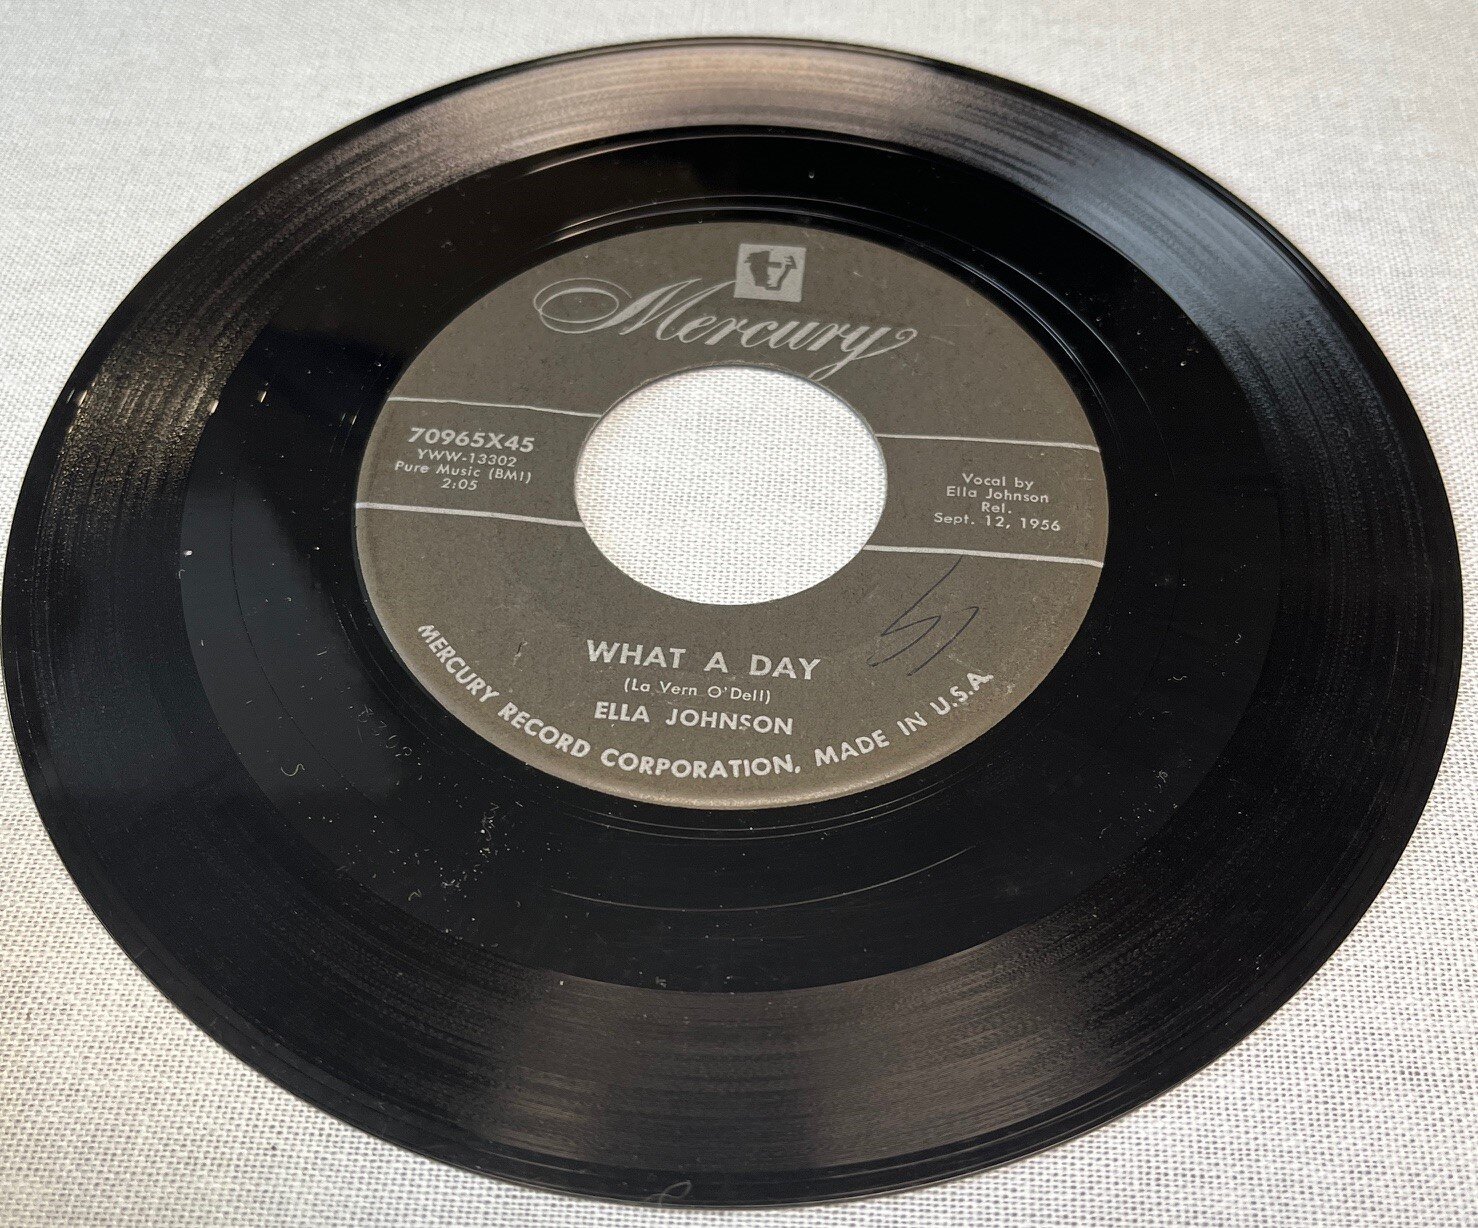 Mercury
70965X45
YWW-13302
Pure Music (BMI)
2:05
Vocal by
Ella Johnson
Rel.
Sept. 12, 1956
WHAT A DAY
(La Vern O'Dell)
ELLA JOHNSON
MERCURY RECORD CORPORATION, MADE IN U.S.A.